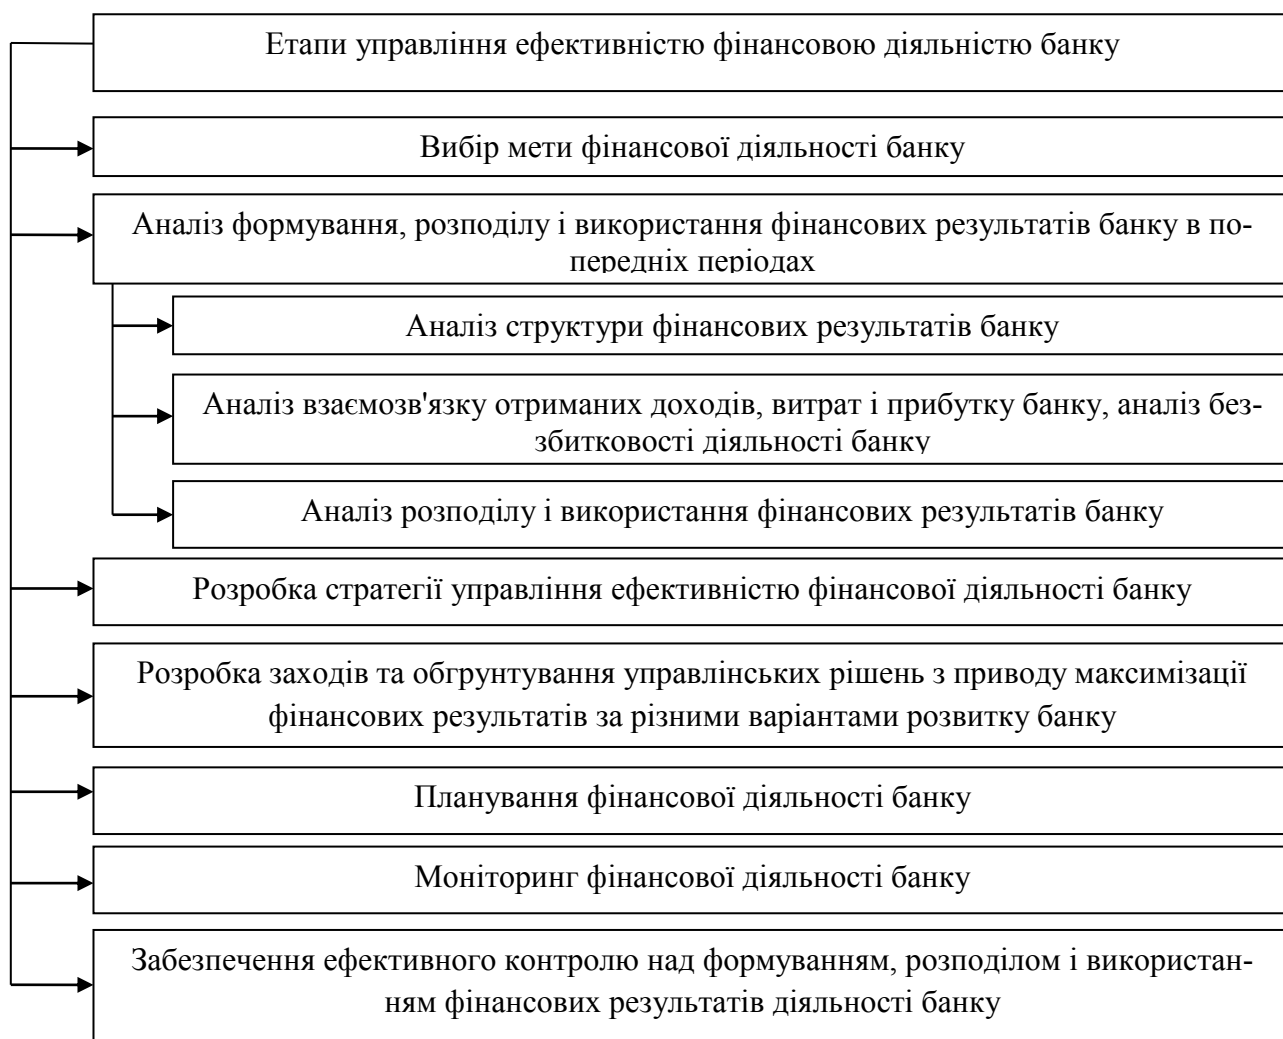 Етапи управління ефективністю фінансовою діяльністю банку
Вибір мети фінансової діяльності банку
Аналіз формування, розподілу і використання фінансових результатів банку в по-
передніх періодах
Аналіз структури фінансових результатів банку
Аналіз взаємозв'язку отриманих доходів, витрат і прибутку банку, аналіз без-
збитковості діяльності банку
Аналіз розподілу і використання фінансових результатів банку
Розробка стратегії управління ефективністю фінансової діяльності банку
Розробка заходів та обгрунтування управлінських рішень з приводу максимізації
фінансових результатів за різними варіантами розвитку банку
Планування фінансової діяльності банку
Моніторинг фінансової діяльності банку
Забезпечення ефективного контролю над формуванням, розподілом і використан-
ням фінансових результатів діяльності банку